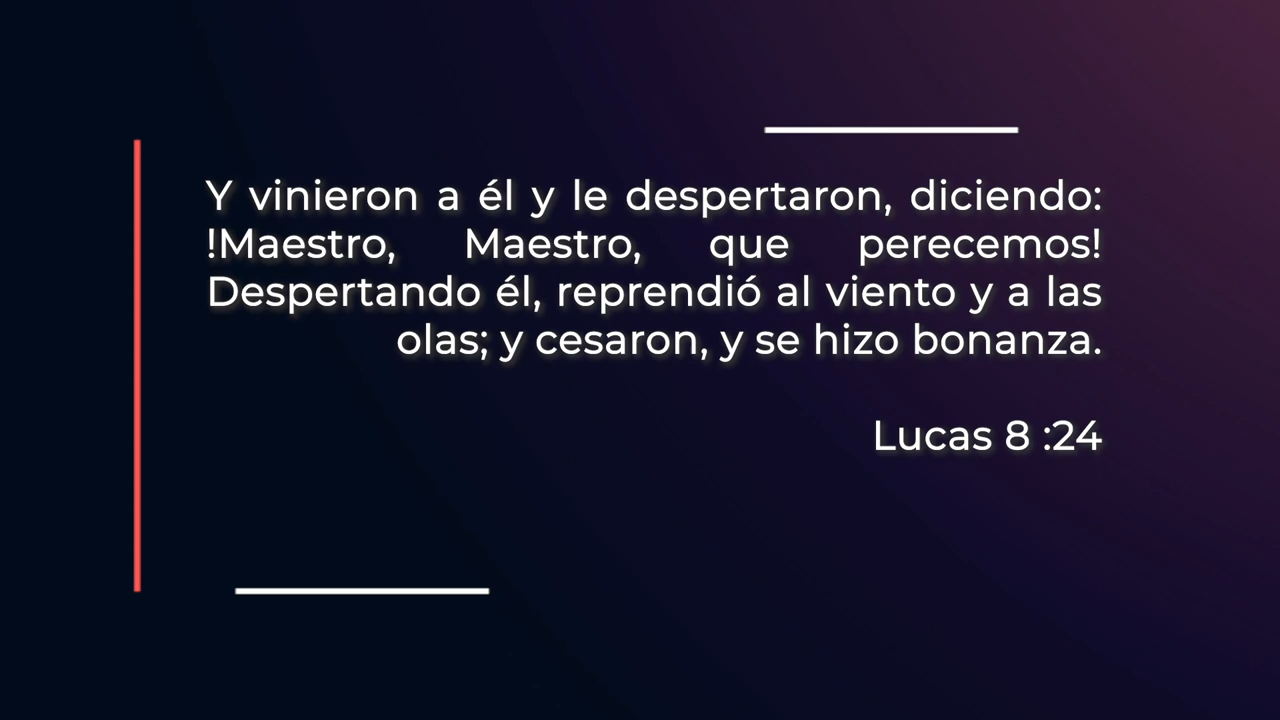 Y vinieron a él y le despertaron, diciendo:
!Maestro, Maestro, que perecemos!
Despertando él, reprendió al viento y a las
olas; y cesaron, y se hizo bonanza.
Lucas 8 :24